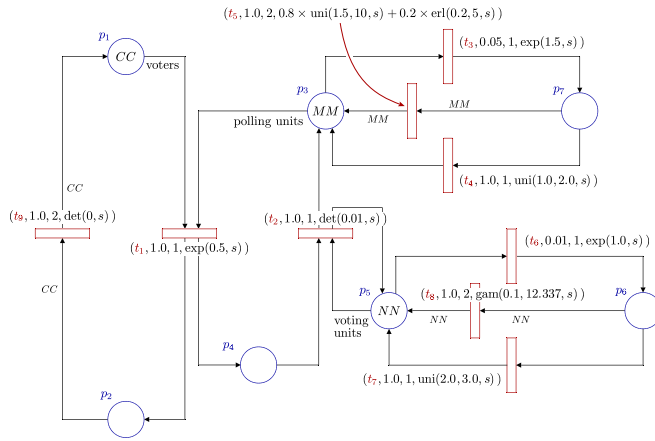 (t₅, 1.0, 2, 0.8 × uni(1.5, 10, s) + 0.2 × erl(0.2, 5, s))
p₁
CC
voters
(t₃, 0.05, 1, exp(1.5, s))
p₃
MM
polling units
MM
MM
p₇
(t₄, 1.0, 1, uni(1.0, 2.0, s))
CC
(t₉, 1.0, 2, det(0, s))
(t₁, 1.0, 1, exp(0.5, s))
(t₂, 1.0, 1, det(0.01, s))
(t₆, 0.01, 1, exp(1.0, s))
CC
p₅
NN
voting
units
(t₈, 1.0, 2, gam(0.1, 12.337, s))
NN
NN
p₆
p₄
(t₇, 1.0, 1, uni(2.0, 3.0, s))
p₂